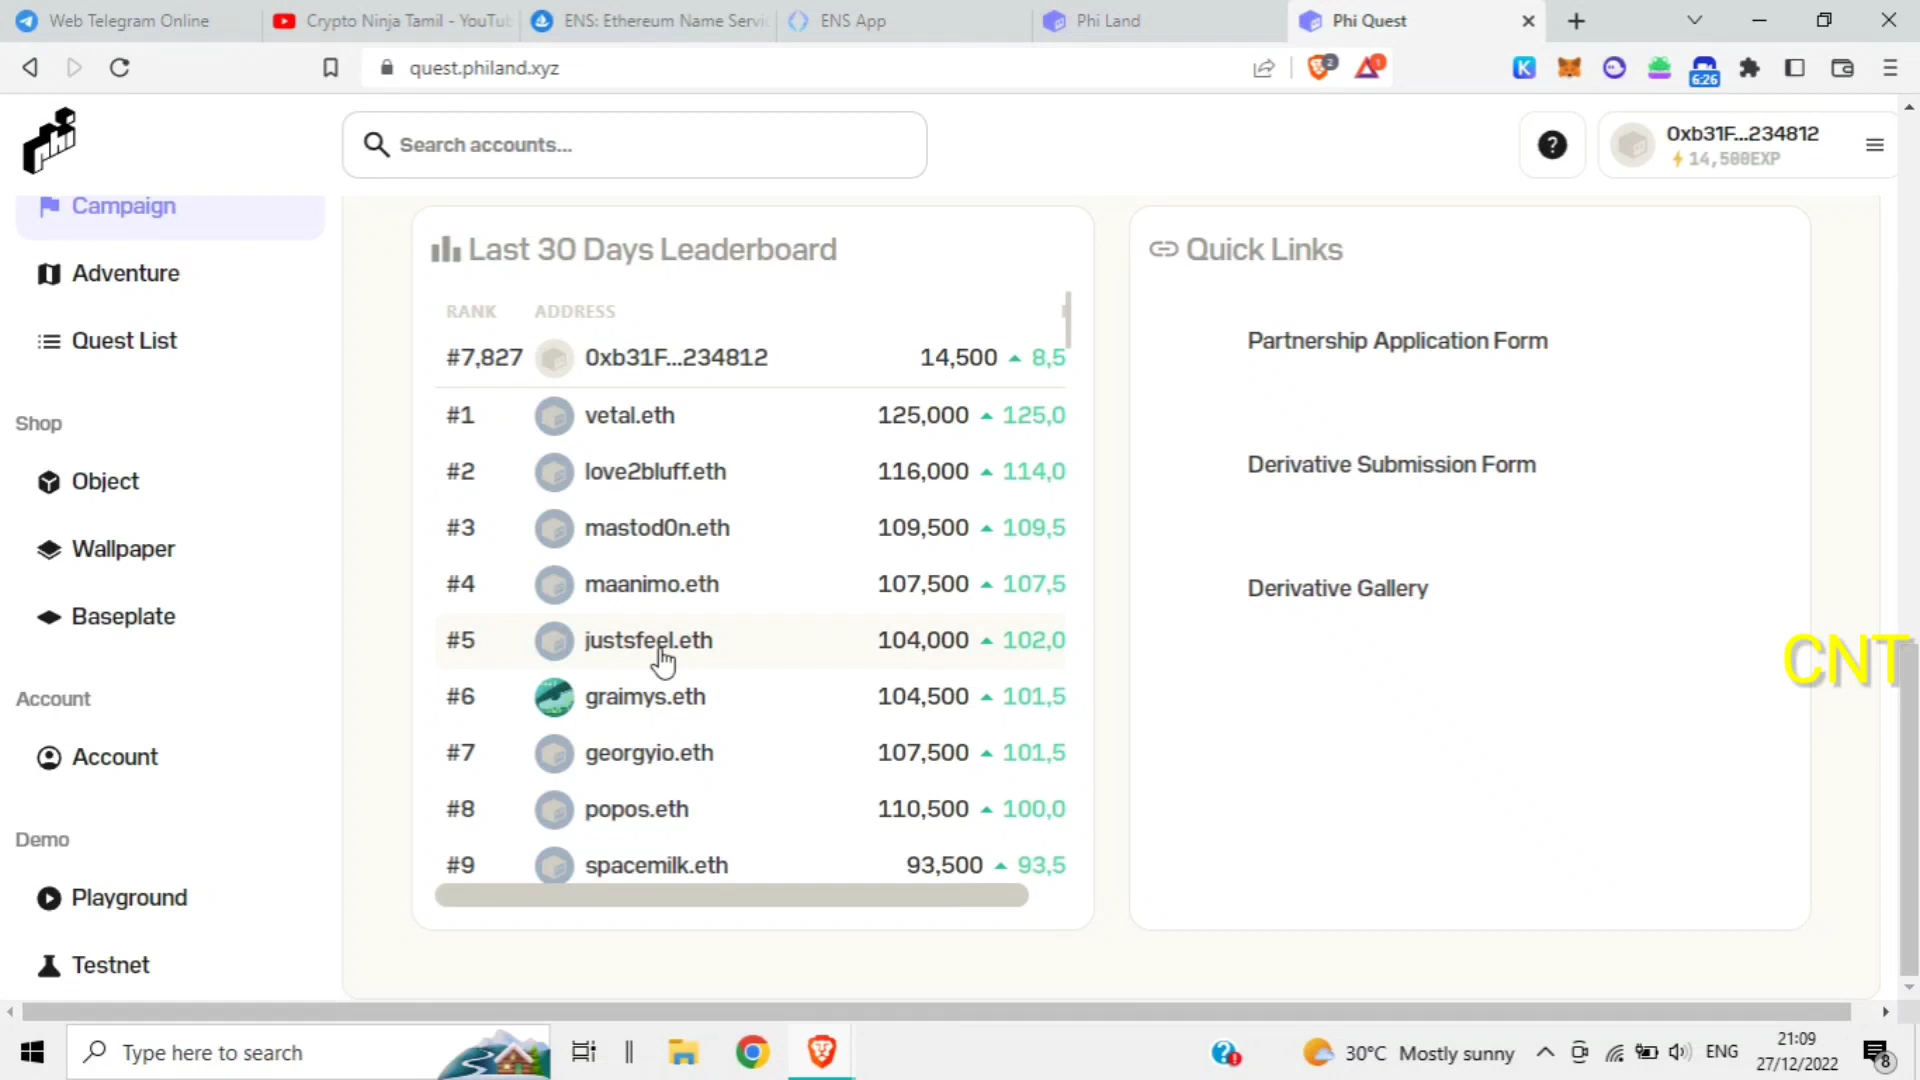 Web Telegram Online
Crypto Ninja Tamil - YouTub
ENS: Ethereum Name Servi
ENS App
Phi Land
Phi Quest
quest.philand.xyz
2
1
6:26
phi
Search accounts...
?
0xb31F...234812
14,500EXP
Campaign
Adventure
Quest List
Shop
Object
Wallpaper
Baseplate
Account
Account
Demo
Playground
Testnet
Last 30 Days Leaderboard
RANK ADDRESS
#7,827 0xb31F...234812 14,500 8,5
#1 vetal.eth 125,000 125,0
#2 love2bluff.eth 116,000 114,0
#3 mastod0n.eth 109,500 109,5
#4 maanimo.eth 107,500 107,5
#5 justsfeel.eth 104,000 102,0
#6 graimys.eth 104,500 101,5
#7 georgyio.eth 107,500 101,5
#8 popos.eth 110,500 100,0
#9 spacemilk.eth 93,500 93,5
Quick Links
Partnership Application Form
Derivative Submission Form
Derivative Gallery
CNT
Type here to search
30°C Mostly sunny
ENG
21:09
27/12/2022
8